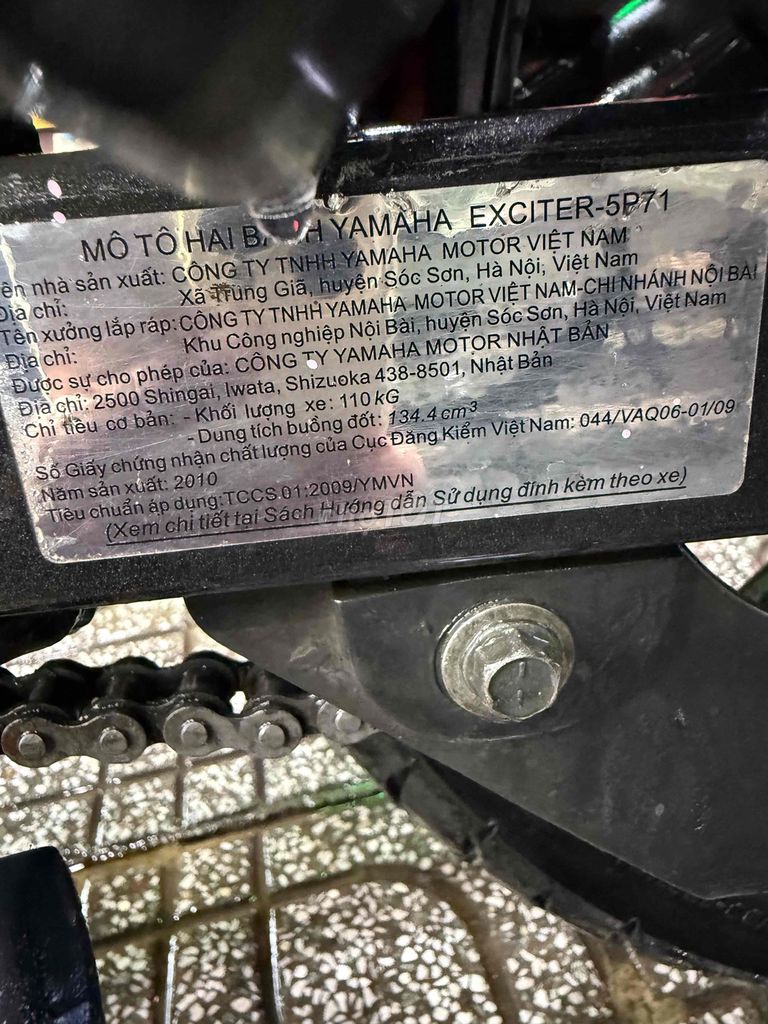 MÔ TÔ HAI BÁNH YAMAHA EXCITER-5P71
ên nhà sản xuất: CÔNG TY TNHH YAMAHA MOTOR VIỆT NAM
Địa chỉ: Xã Trung Giã, huyện Sóc Sơn, Hà Nội, Việt Nam
Tên xưởng lắp ráp: CÔNG TY TNHH YAMAHA MOTOR VIỆT NAM-CHI NHÁNH NỘI BÀI
Địa chỉ: Khu Công nghiệp Nội Bài, huyện Sóc Sơn, Hà Nội, Việt Nam
Được sự cho phép của: CÔNG TY YAMAHA MOTOR NHẬT BẢN
Địa chỉ: 2500 Shingai, Iwata, Shizuoka 438-8501, Nhật Bản
Chỉ tiêu cơ bản: - Khối lượng xe: 110 kG
- Dung tích buồng đốt: 134.4 cm³
Số Giấy chứng nhận chất lượng của Cục Đăng Kiểm Việt Nam: 044/VAQ06-01/09
Năm sản xuất: 2010
Tiêu chuẩn áp dụng: TCCS 01:2009/YMVN
(Xem chi tiết tại Sách Hướng dẫn Sử dụng đính kèm theo xe)